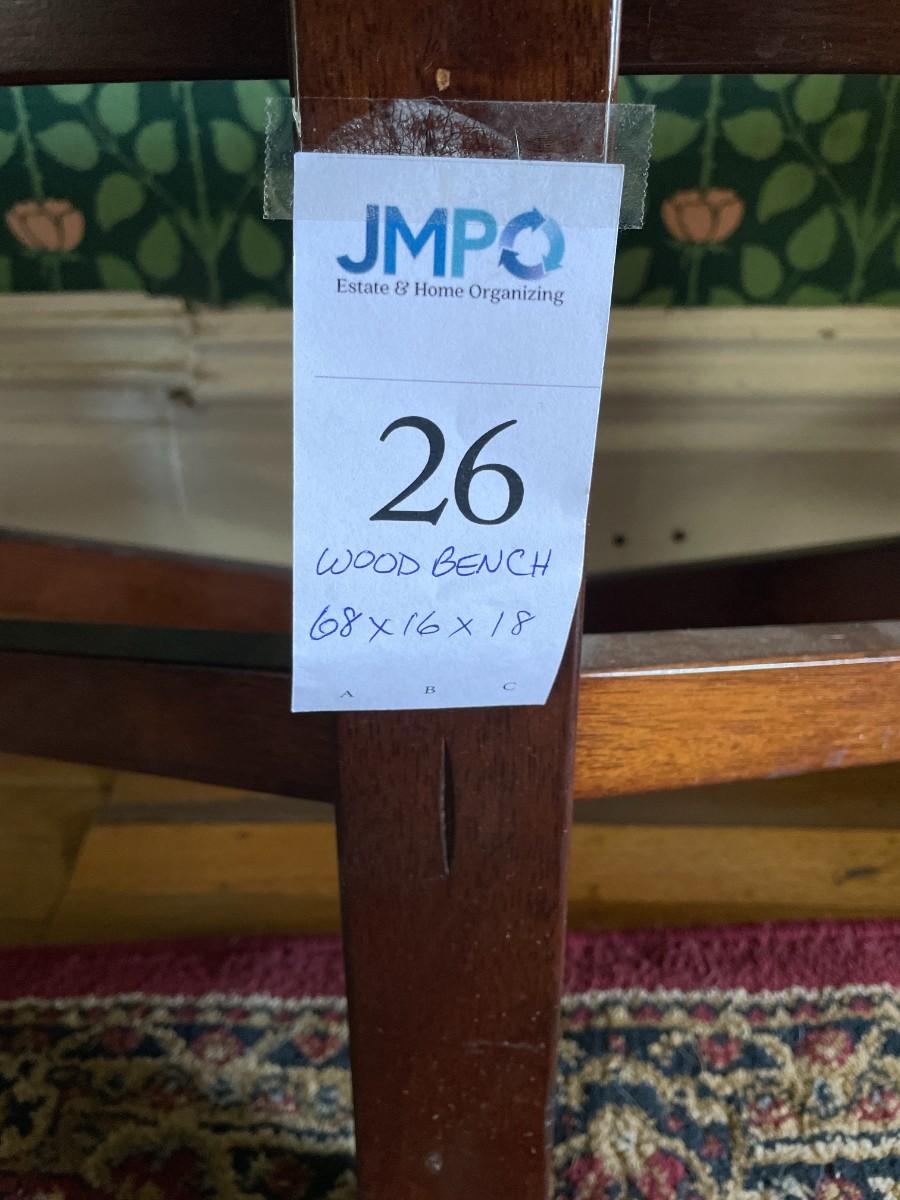 JMPO
Estate & Home Organizing
26
WOOD BENCH
68 x 16 x 18
A B C